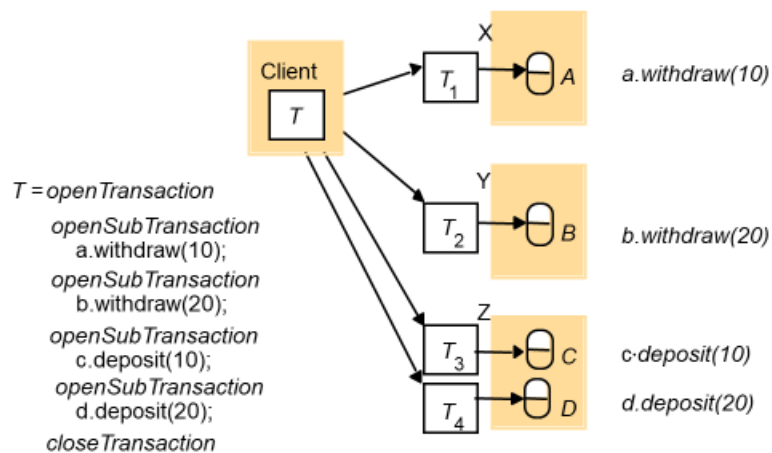 Client
T
X
T1
A
a.withdraw(10)
Y
T2
B
b.withdraw(20)
Z
T3
C
c·deposit(10)
T4
D
d.deposit(20)
T = openTransaction
openSubTransaction
a.withdraw(10);
openSubTransaction
b.withdraw(20);
openSubTransaction
c.deposit(10);
openSubTransaction
d.deposit(20);
closeTransaction